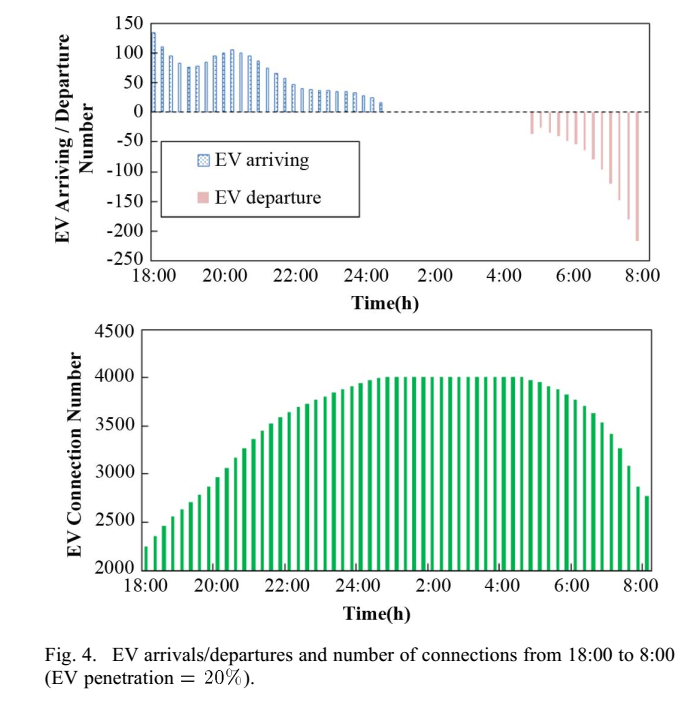 150
100
50
0
-50
-100
-150
-200
-250
EV Arriving / Departure
Number
EV arriving
EV departure
18:00 20:00 22:00 24:00 2:00 4:00 6:00 8:00
Time(h)
4500
4000
3500
3000
2500
2000
EV Connection Number
18:00 20:00 22:00 24:00 2:00 4:00 6:00 8:00
Time(h)
Fig. 4. EV arrivals/departures and number of connections from 18:00 to 8:00
(EV penetration = 20%).